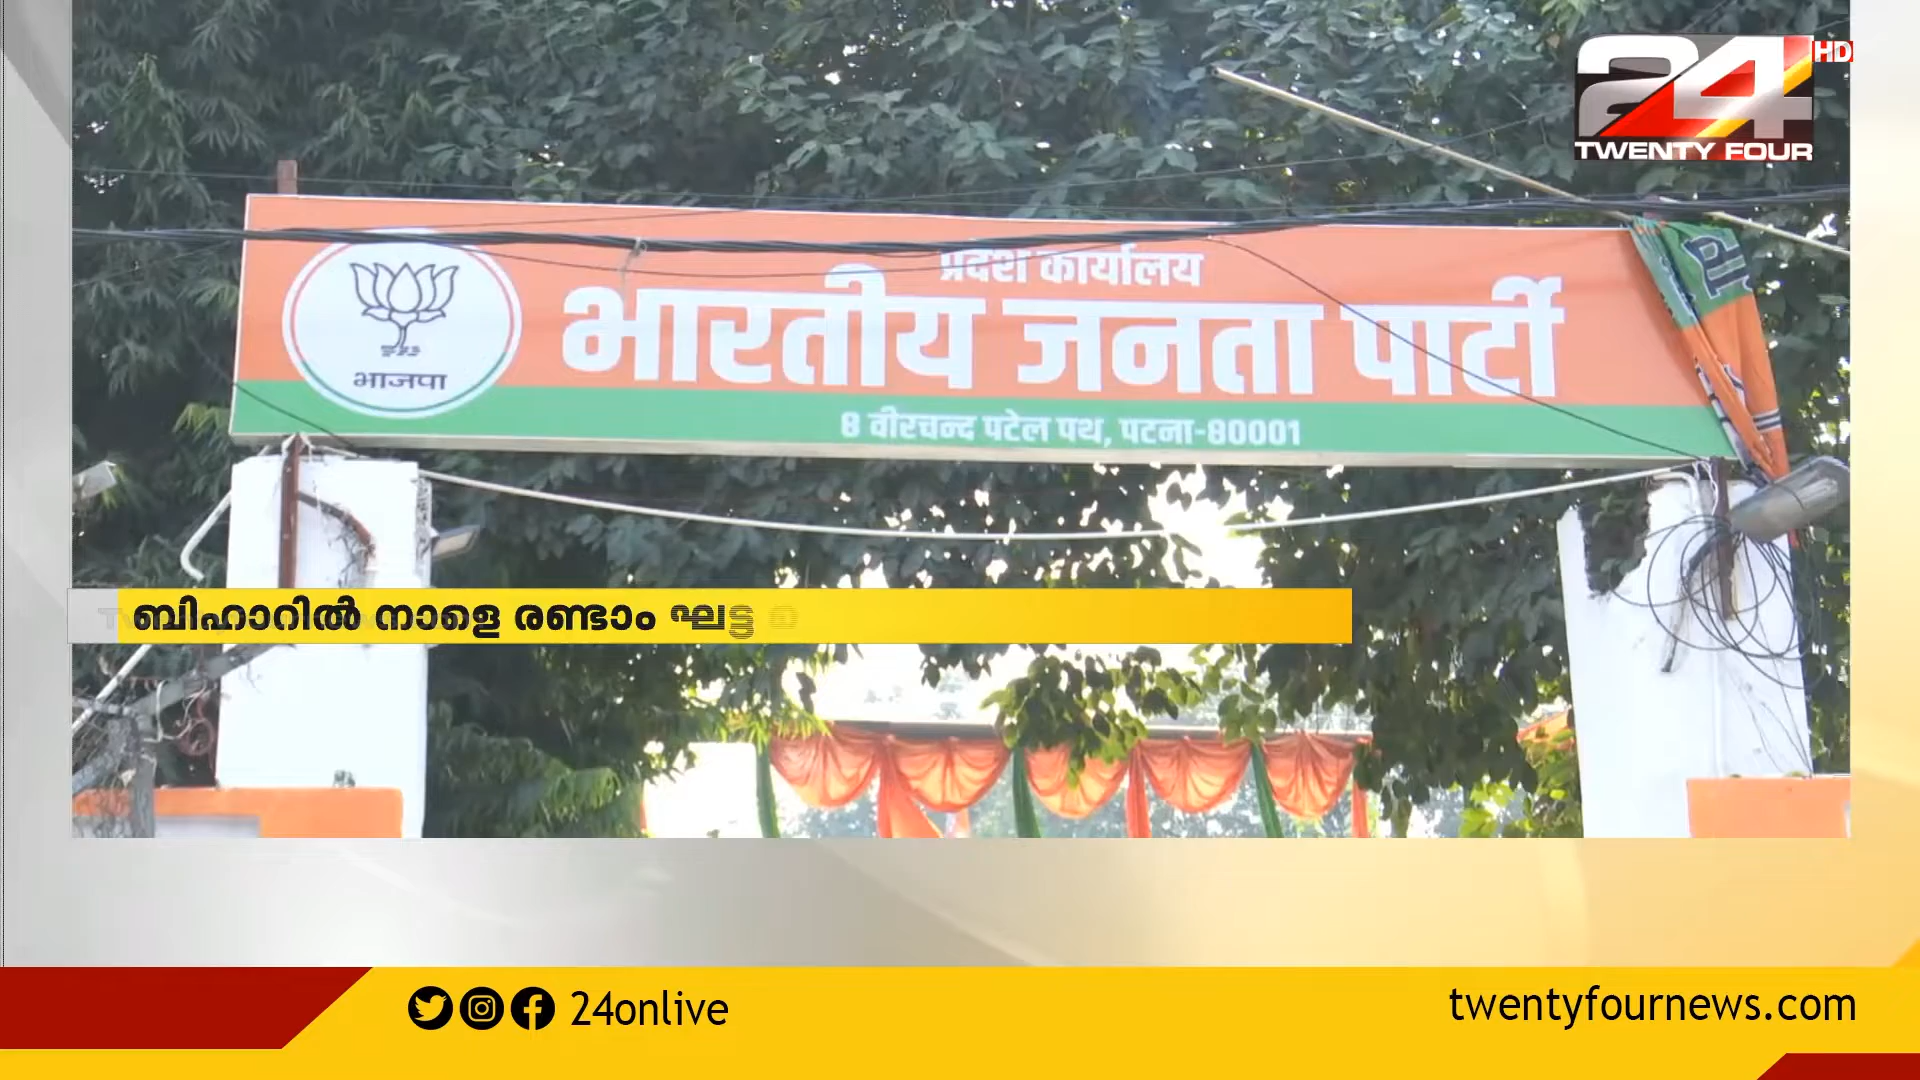 24 HD
TWENTY FOUR
प्रदेश कार्यालय
भारतीय जनता पार्टी
भाजपा
8 वीरचन्द पटेल पथ, पटना-80001
ബിഹാറിൽ നാളെ രണ്ടാം ഘട്ട
24onlive
twentyfournews.com